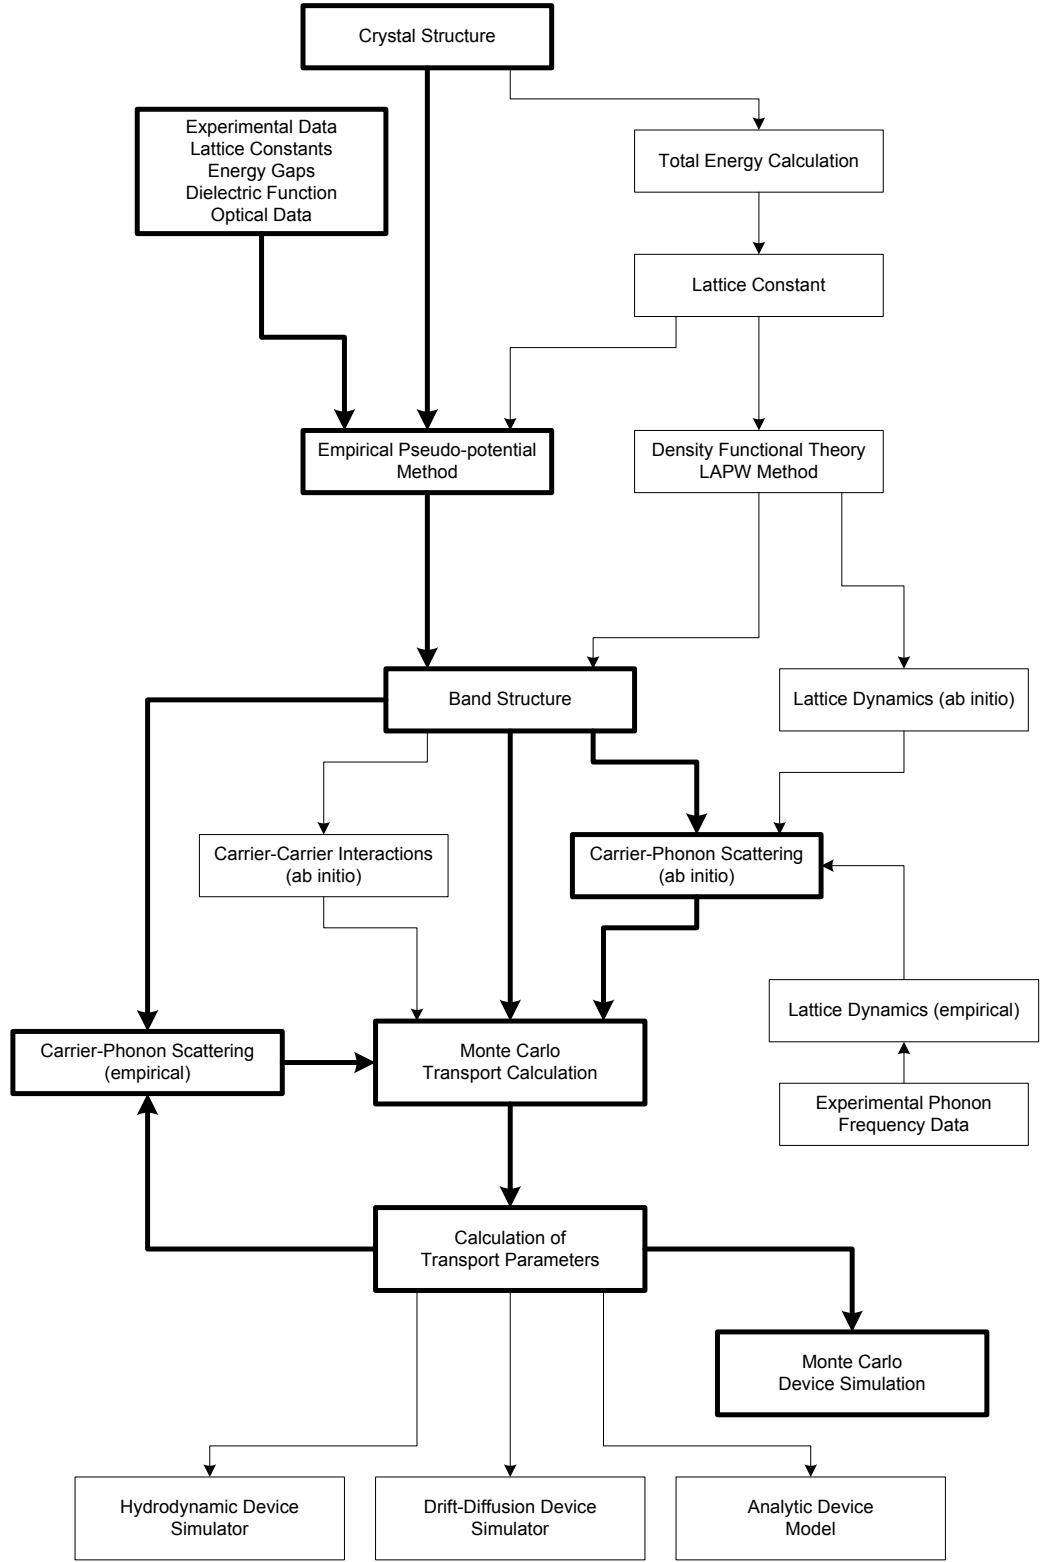 Crystal Structure
Experimental Data
Lattice Constants
Energy Gaps
Dielectric Function
Optical Data
Total Energy Calculation
Lattice Constant
Empirical Pseudo-potential
Method
Density Functional Theory
LAPW Method
Band Structure
Lattice Dynamics (ab initio)
Carrier-Carrier Interactions
(ab initio)
Carrier-Phonon Scattering
(ab initio)
Lattice Dynamics (empirical)
Carrier-Phonon Scattering
(empirical)
Monte Carlo
Transport Calculation
Experimental Phonon
Frequency Data
Calculation of
Transport Parameters
Monte Carlo
Device Simulation
Hydrodynamic Device
Simulator
Drift-Diffusion Device
Simulator
Analytic Device
Model